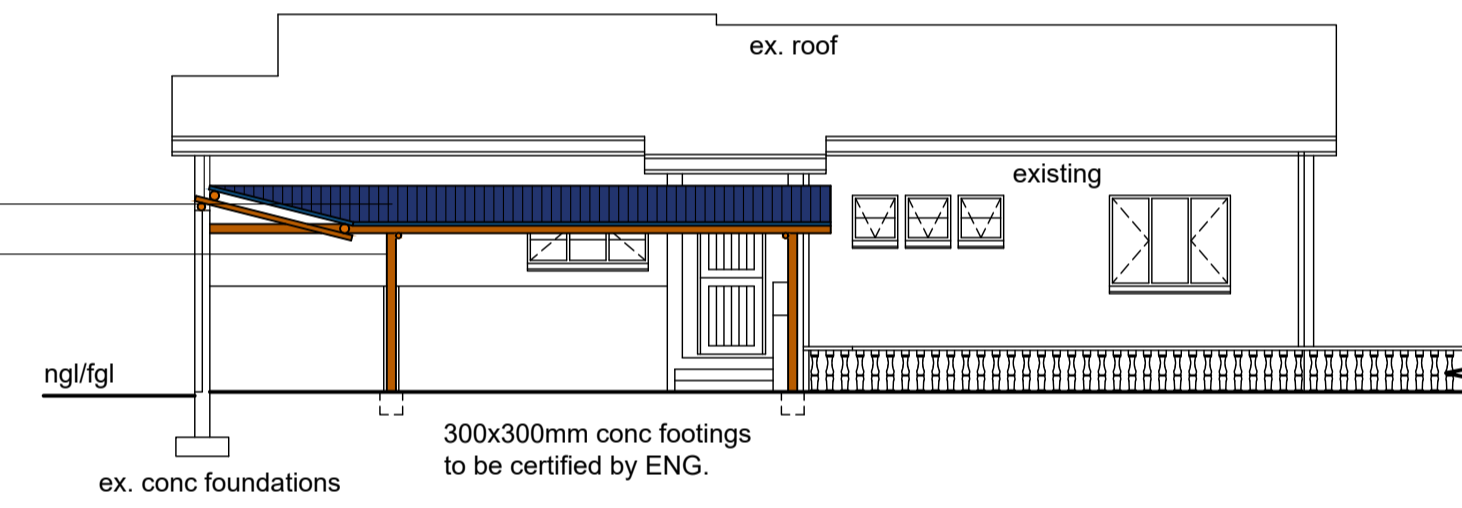 ex. roof
existing
ngl/fgl
300x300mm conc footings
to be certified by ENG.
ex. conc foundations